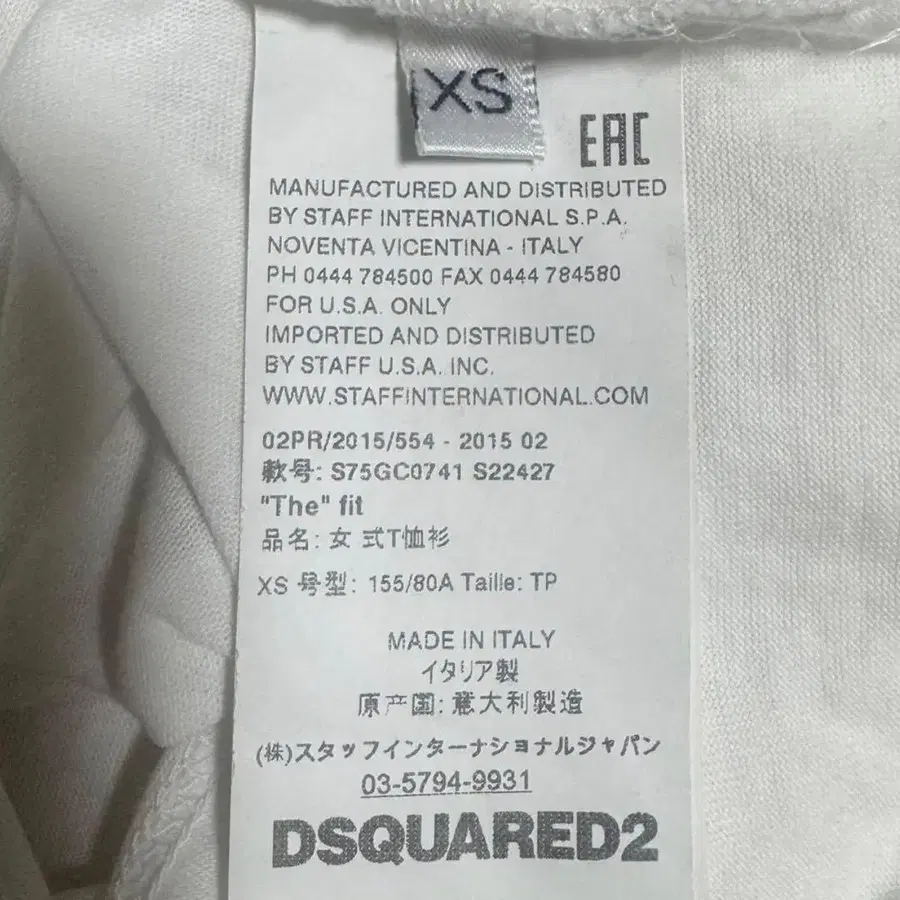 XS
EAC
MANUFACTURED AND DISTRIBUTED
BY STAFF INTERNATIONAL S.P.A.
NOVENTA VICENTINA - ITALY
PH 0444 784500 FAX 0444 784580
FOR U.S.A. ONLY
IMPORTED AND DISTRIBUTED
BY STAFF U.S.A. INC.
WWW.STAFFINTERNATIONAL.COM
02PR/2015/554 - 2015 02
款号: S75GC0741 S22427
"The" fit
品名: 女 式T恤衫
XS 号型: 155/80A Taille: TP
MADE IN ITALY
イタリア製
原产国: 意大利製造
(株)スタッフインターナショナルジャパン
03-5794-9931
DSQUARED2